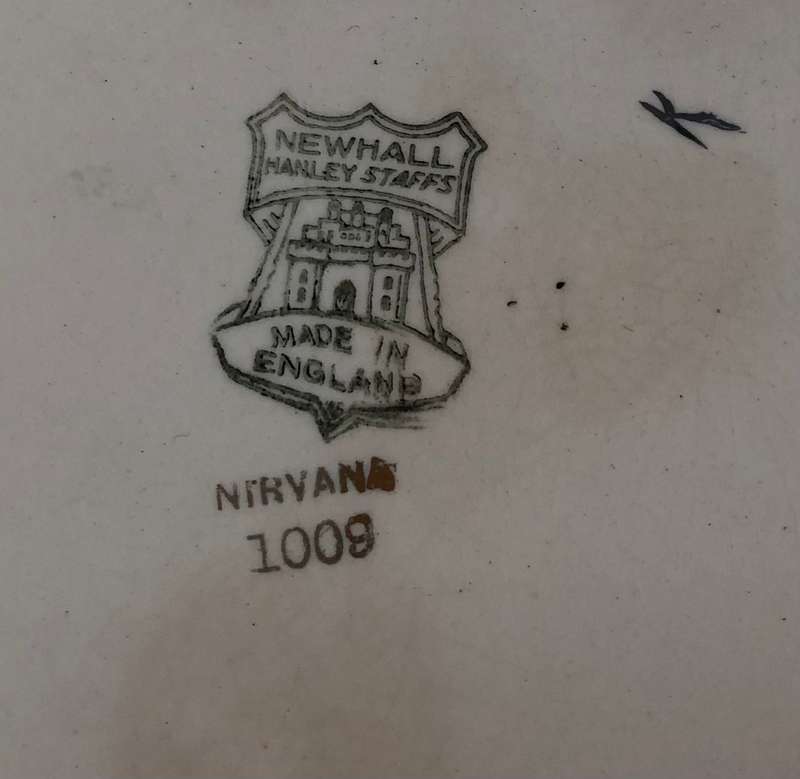 NEWHALL
HANLEY STAFFS
MADE IN
ENGLAND
NIRVANA
1009